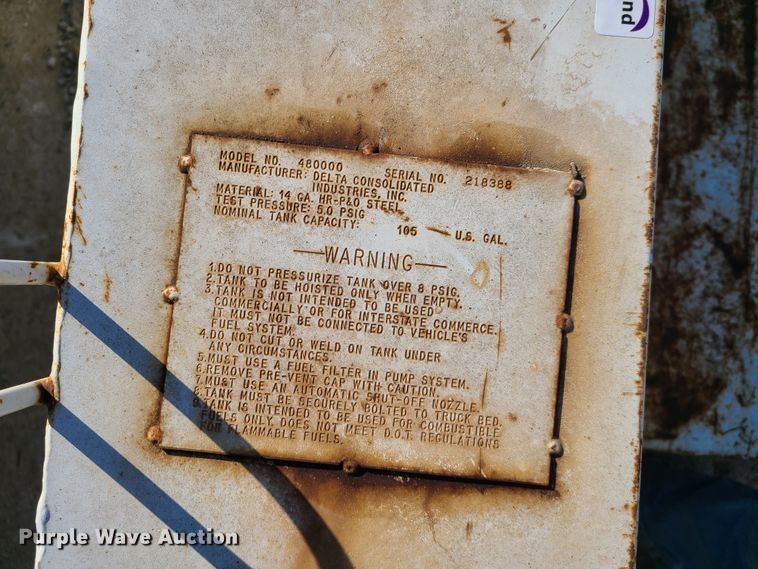 und
MODEL NO. 480000 SERIAL NO. 218388
MANUFACTURER: DELTA CONSOLIDATED
INDUSTRIES, INC.
MATERIAL: 14 GA. HR-P&O STEEL
TEST PRESSURE: 5.0 PSIG
NOMINAL TANK CAPACITY: 105 U.S. GAL.
—WARNING—
1.DO NOT PRESSURIZE TANK OVER 8 PSIG.
2.TANK TO BE HOISTED ONLY WHEN EMPTY.
3.TANK IS NOT INTENDED TO BE USED
COMMERCIALLY OR FOR INTERSTATE COMMERCE.
IT MUST NOT BE CONNECTED TO VEHICLE'S
FUEL SYSTEM.
4.DO NOT CUT OR WELD ON TANK UNDER
ANY CIRCUMSTANCES.
5.MUST USE A FUEL FILTER IN PUMP SYSTEM.
6.REMOVE PRE-VENT CAP WITH CAUTION.
7.MUST USE AN AUTOMATIC SHUT-OFF NOZZLE.
8.TANK MUST BE SECURELY BOLTED TO TRUCK BED.
9.TANK IS INTENDED TO BE USED FOR COMBUSTIBLE
FUELS ONLY. DOES NOT MEET D.O.T. REGULATIONS
FOR FLAMMABLE FUELS.
Purple Wave Auction®